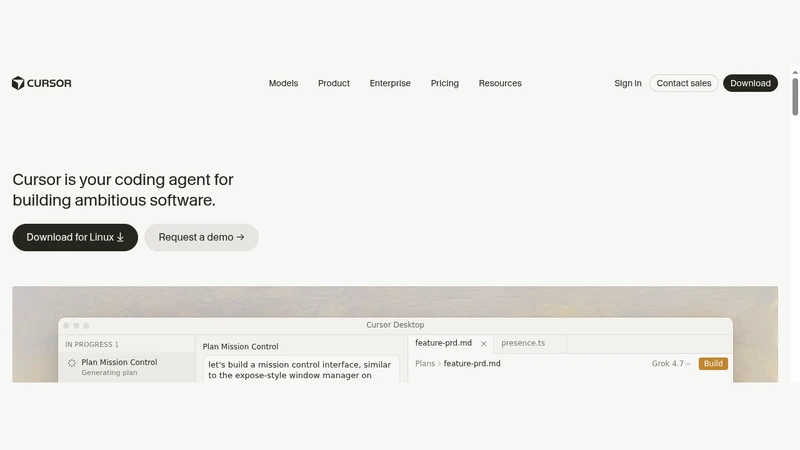 CURSOR
Models Product Enterprise Pricing Resources
Sign in Contact sales Download
Cursor is your coding agent for
building ambitious software.
Download for Linux ↓
Request a demo →
Cursor Desktop
IN PROGRESS 1
Plan Mission Control
Generating plan
Plan Mission Control
let's build a mission control interface, similar
to the expose-style window manager on
feature-prd.md × presence.ts
Plans > feature-prd.md
Grok 4.7
Build